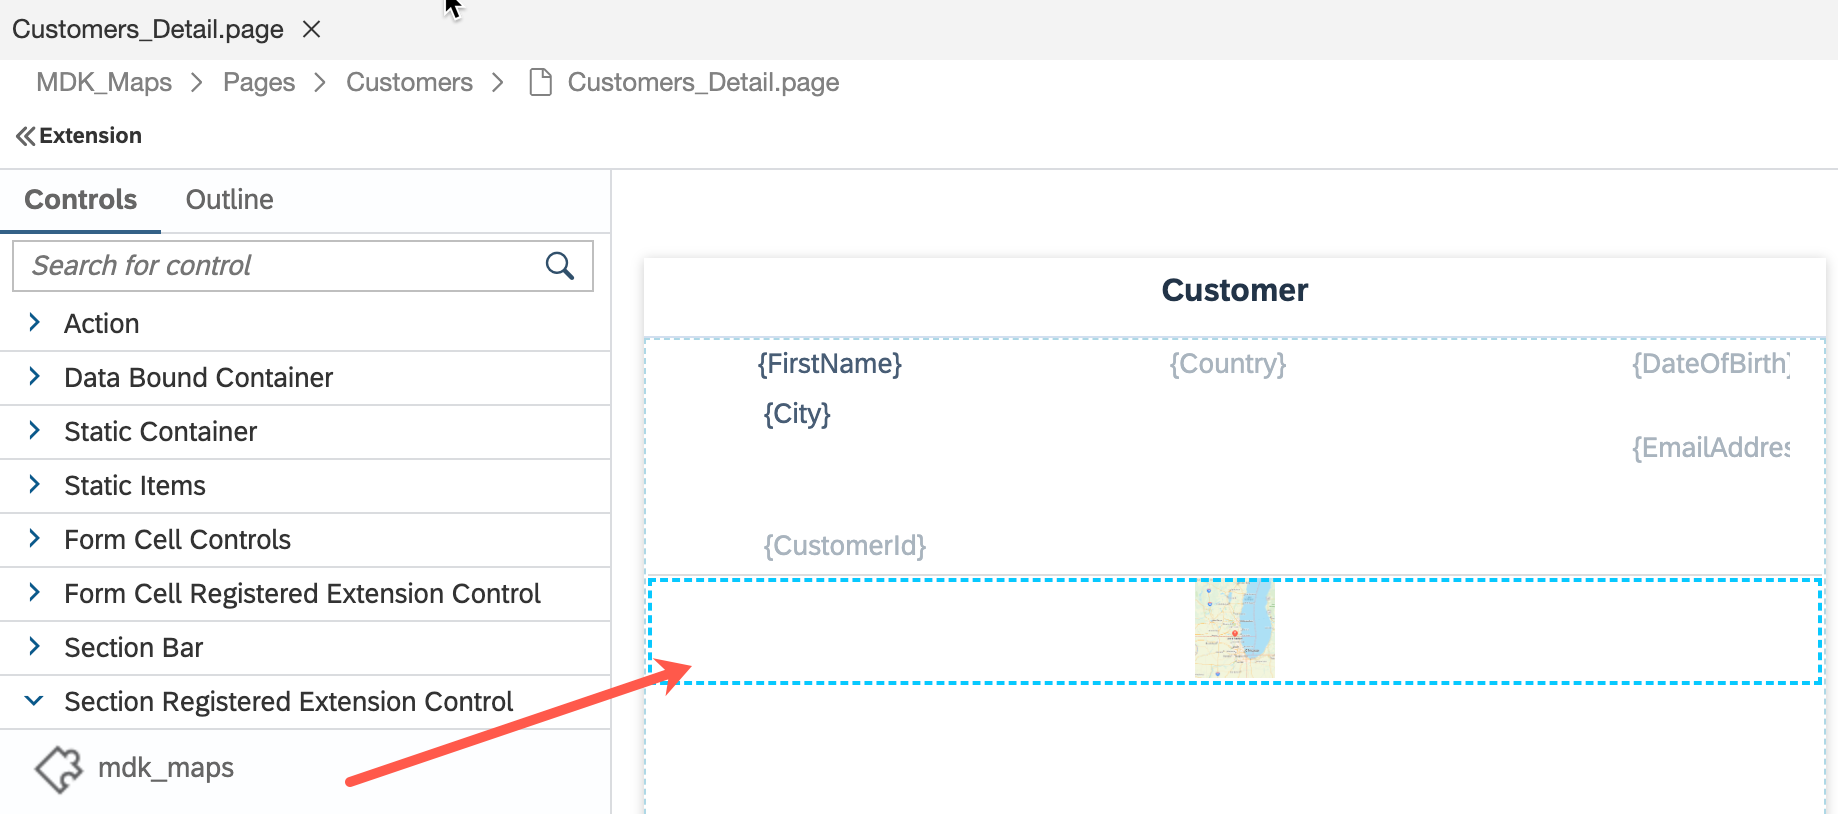 Customers_Detail.page
MDK_Maps > Pages > Customers > Customers_Detail.page
Extension
Controls Outline
Search for control
Action
Data Bound Container
Static Container
Static Items
Form Cell Controls
Form Cell Registered Extension Control
Section Bar
Section Registered Extension Control
mdk_maps
Customer
{FirstName} {Country} {DateOfBirth}
{City}
{EmailAddres
{CustomerId}